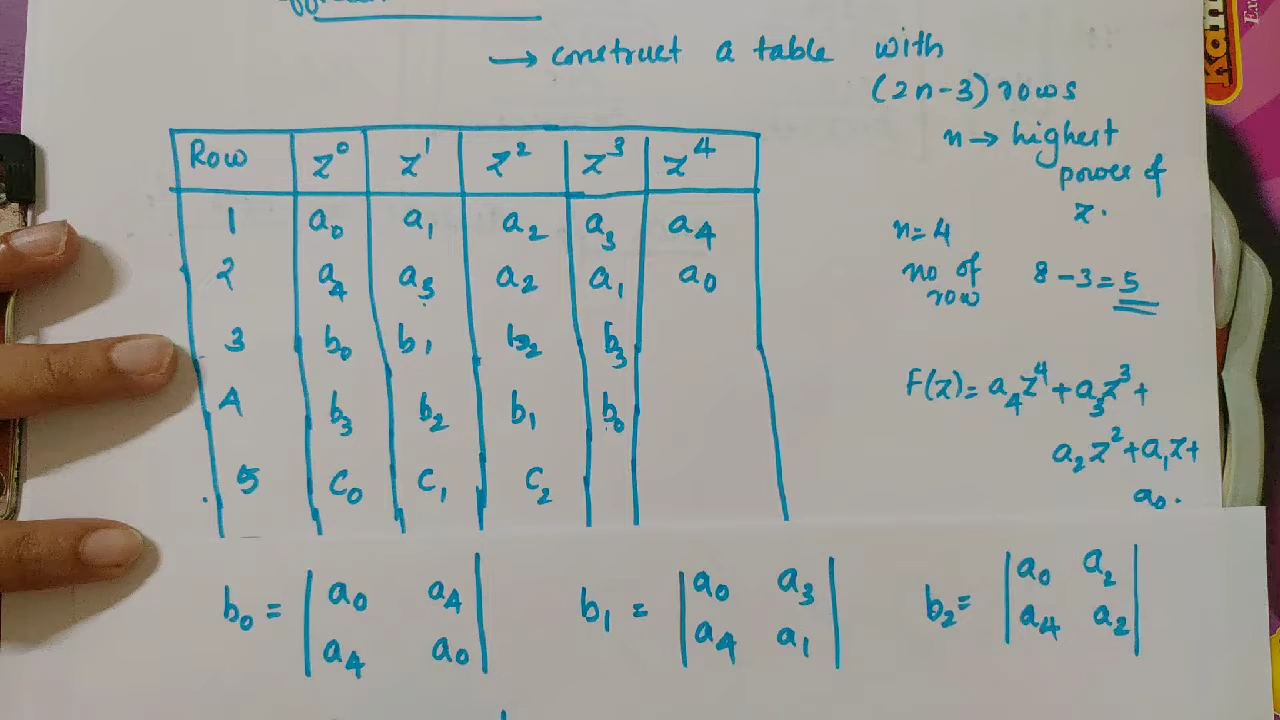 → construct a table with
(2n-3) rows
n → highest
power of
z.
Row z⁰ z¹ z² z³ z⁴
1 a₀ a₁ a₂ a₃ a₄
2 a₄ a₃ a₂ a₁ a₀
3 b₀ b₁ b₂ b₃
4 b₃ b₂ b₁ b₀
5 c₀ c₁ c₂
n=4
no of
row
8-3=5
F(z)= a₄z⁴+a₃z³+
a₂z²+a₁z+
a₀.
b₀ = | a₀ a₄ |
| a₄ a₀ |
b₁ = | a₀ a₃ |
| a₄ a₁ |
b₂= | a₀ a₂ |
| a₄ a₂ |
Kam